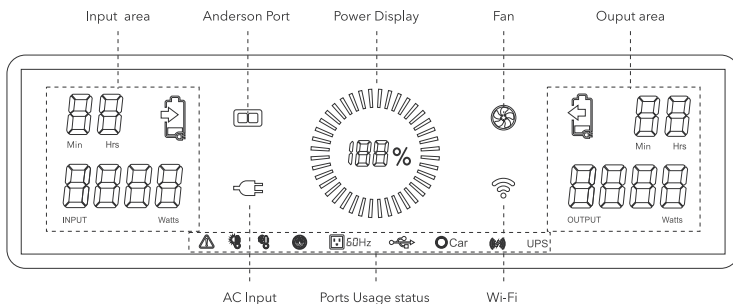 Input area Anderson Port Power Display Fan Ouput area
88 188% 88
Min Hrs Min Hrs
8888 8888
INPUT Watts OUTPUT Watts
60Hz Car UPS
AC Input Ports Usage status Wi-Fi